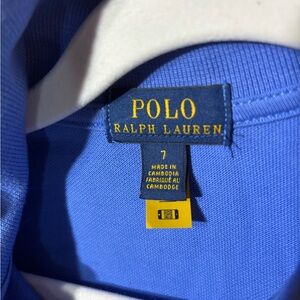 POLO
RALPH LAUREN
7
MADE IN
CAMBODIA
FABRIQUÉ AU
CAMBODGE